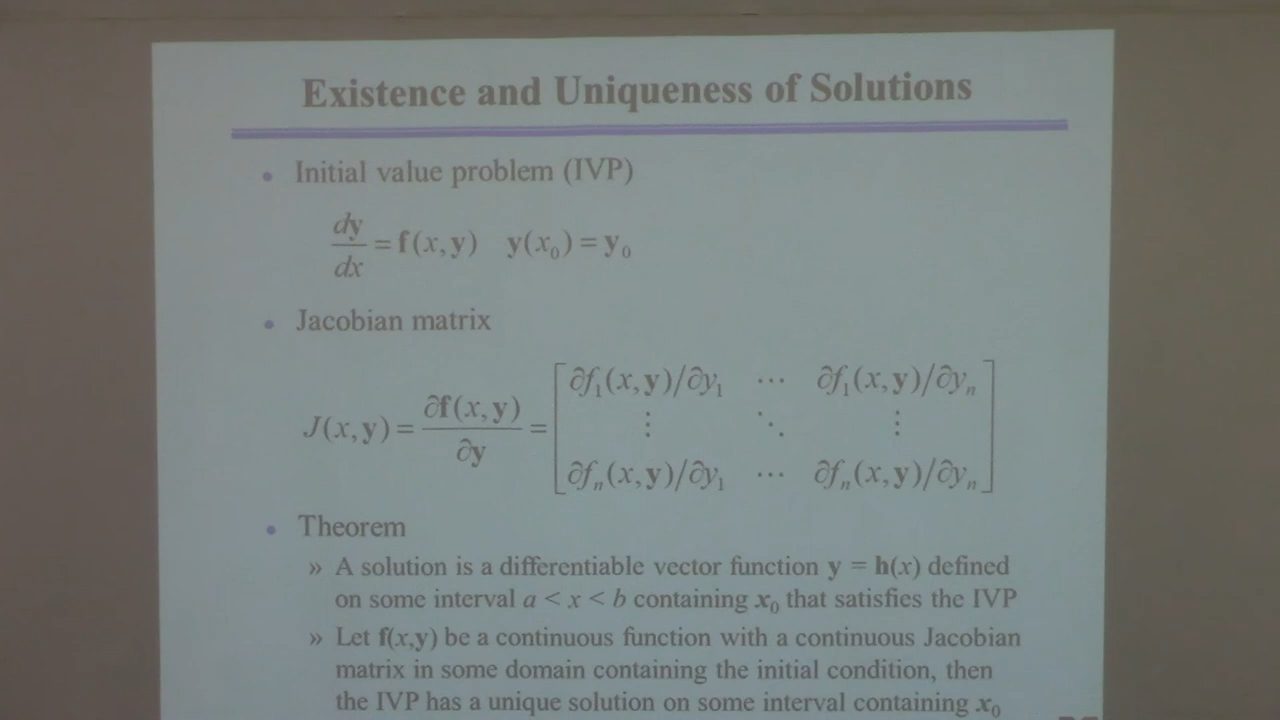 Existence and Uniqueness of Solutions
• Initial value problem (IVP)
dy/dx = f(x,y)   y(x₀) = y₀
• Jacobian matrix
J(x,y) = ∂f(x,y)/∂y = [∂f₁(x,y)/∂y₁ ⋯ ∂f₁(x,y)/∂yₙ
⋮ ⋱ ⋮
∂fₙ(x,y)/∂y₁ ⋯ ∂fₙ(x,y)/∂yₙ]
• Theorem
» A solution is a differentiable vector function y = h(x) defined
on some interval a < x < b containing x₀ that satisfies the IVP
» Let f(x,y) be a continuous function with a continuous Jacobian
matrix in some domain containing the initial condition, then
the IVP has a unique solution on some interval containing x₀